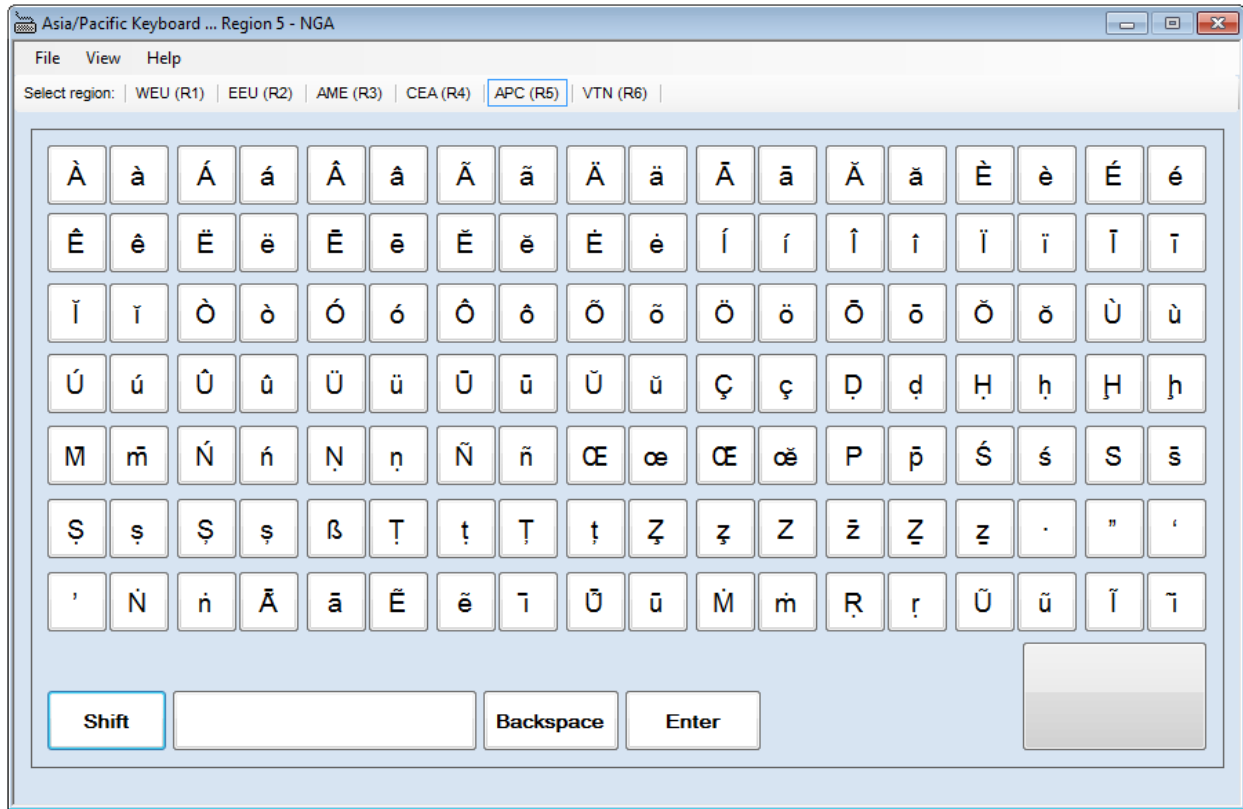 Asia/Pacific Keyboard ... Region 5 - NGA
File View Help
Select region: WEU (R1) EEU (R2) AME (R3) CEA (R4) APC (R5) VTN (R6)
À à Á á Â â Ã ã Ä ä Ā ā Ă ă È è É é
Ê ê Ë ë Ē ē Ĕ ĕ Ė ė Í í Î î Ï ï Ī ī
Ĭ ĭ Ò ò Ó ó Ô ô Õ õ Ö ö Ō ō Ŏ ŏ Ù ù
Ú ú Û û Ü ü Ū ū Ŭ ŭ Ç ç Ḍ ḍ Ḥ ḥ Ḩ ḩ
M̄ m̄ Ń ń Ṇ ṇ Ñ ñ Œ œ Œ œ̆ P p̄ Ś ś S s̄
Ṣ ṣ Ș ș ß Ṭ ṭ Ț ț Z̧ z̧ Z z̄ Ẕ ẕ · ” ‘
’ Ṅ ṅ Ā ā Ẽ ẽ ī Ū ū Ṁ ṁ Ṛ ṛ Ũ ũ Ĩ ĩ
Shift Backspace Enter